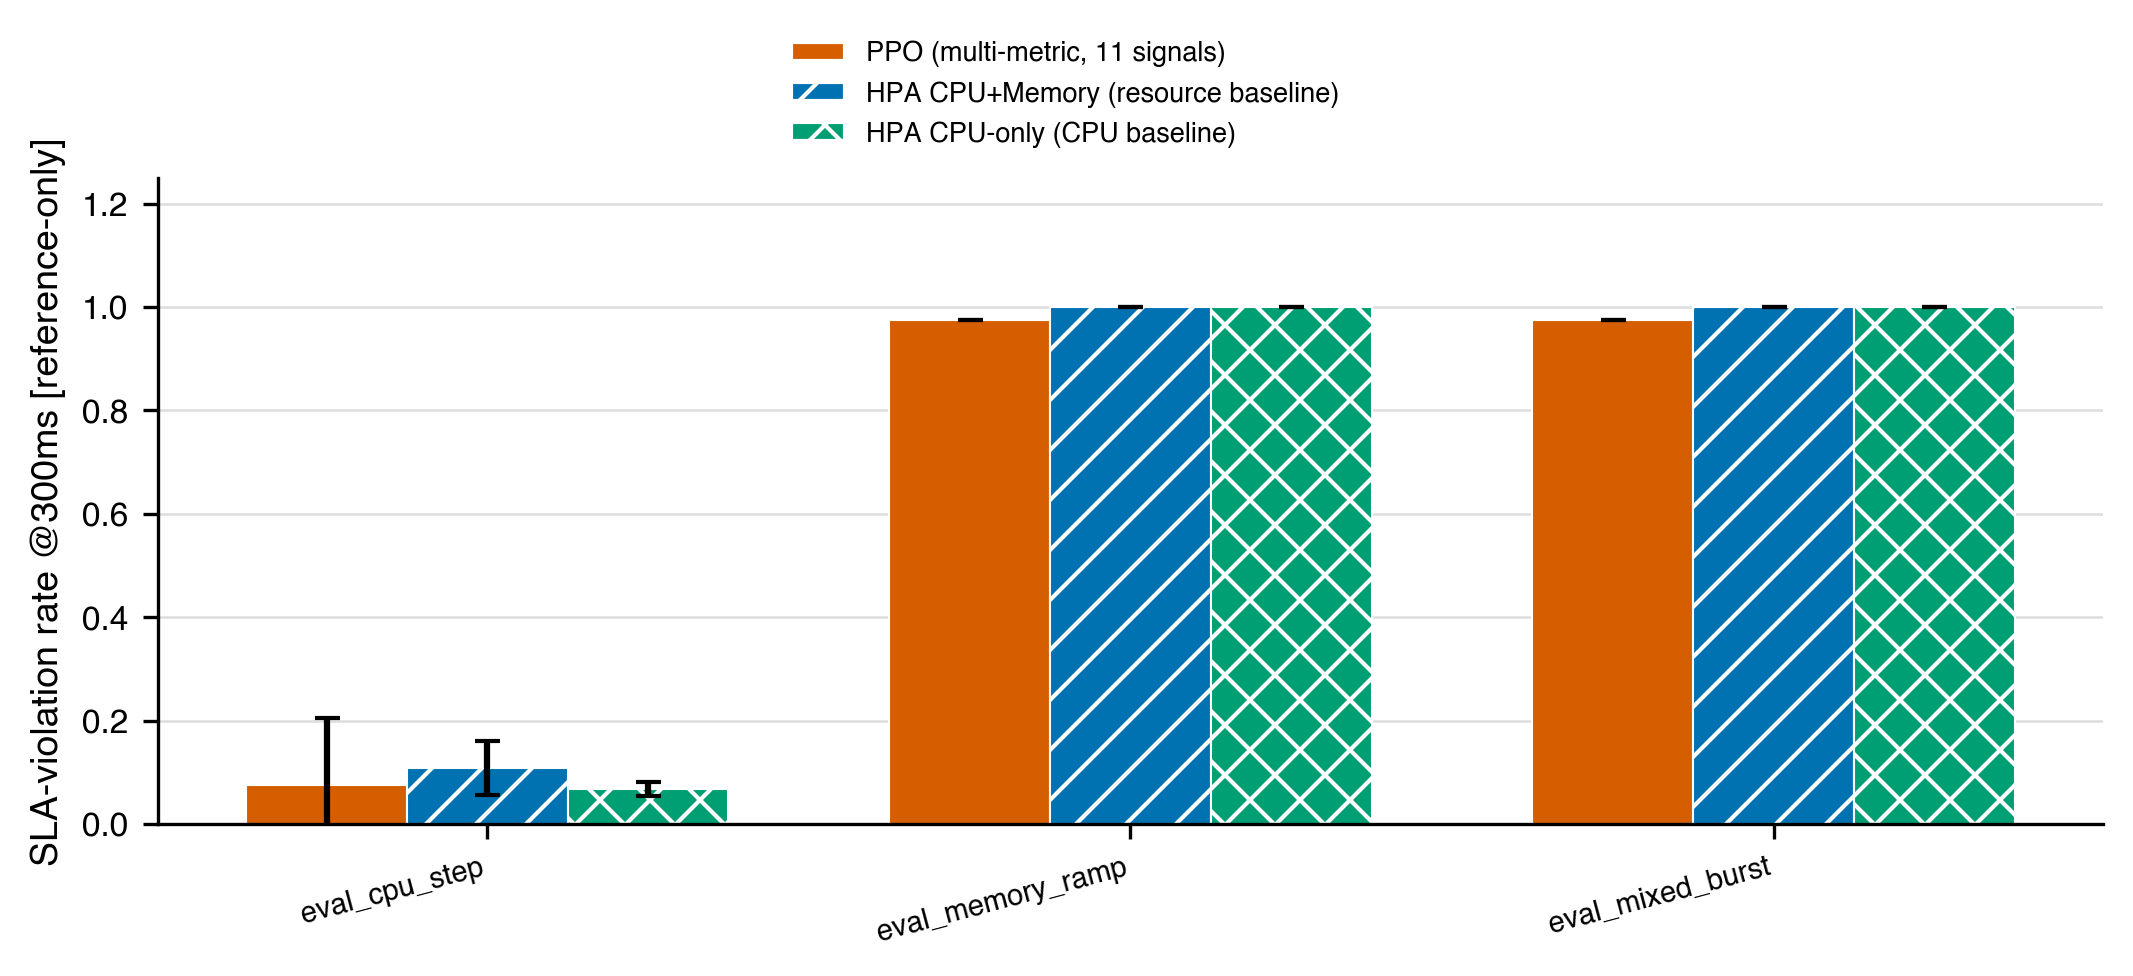 PPO (multi-metric, 11 signals)
HPA CPU+Memory (resource baseline)
HPA CPU-only (CPU baseline)
SLA-violation rate @300ms [reference-only]
1.2
1.0
0.8
0.6
0.4
0.2
0.0
eval_cpu_step
eval_memory_ramp
eval_mixed_burst